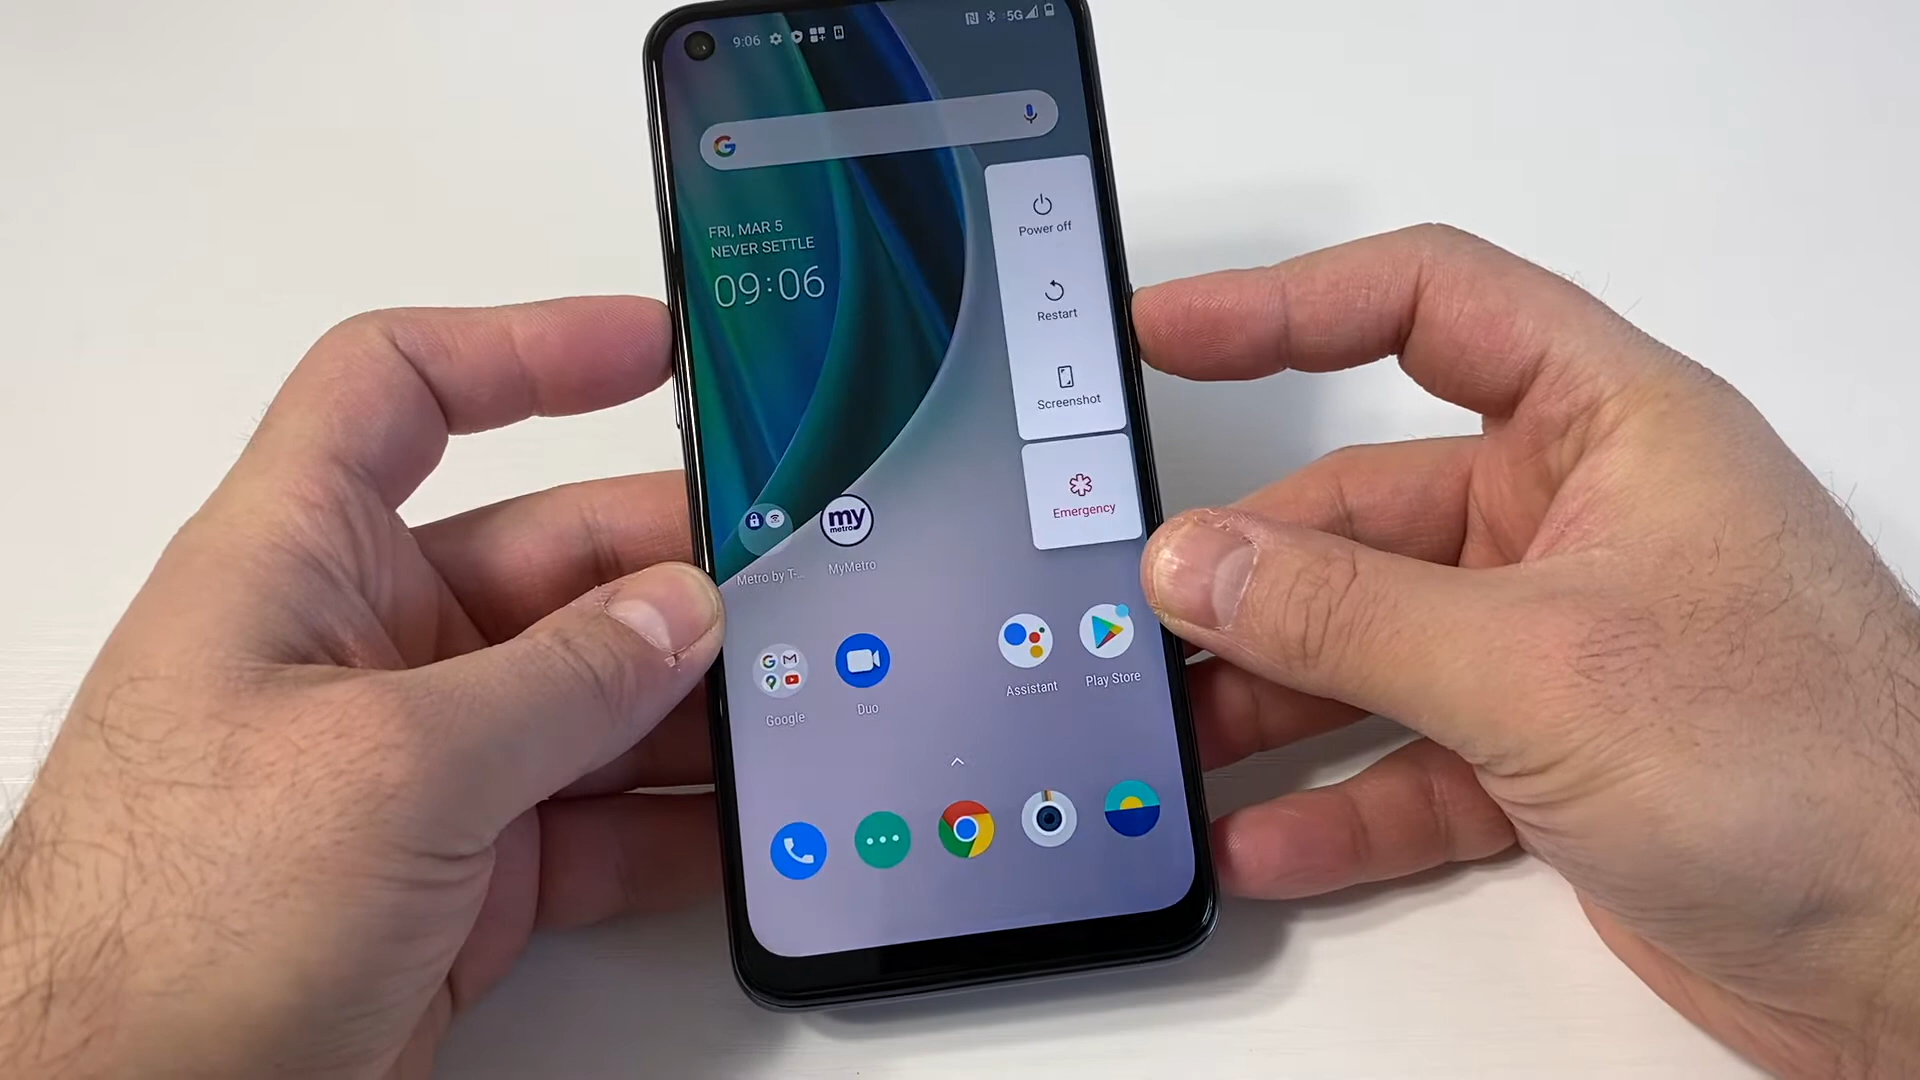 9:06
5G
FRI, MAR 5
NEVER SETTLE
09:06
Power off
Restart
Screenshot
Emergency
my
metro
Metro by T-...
MyMetro
Google
Duo
Assistant
Play Store